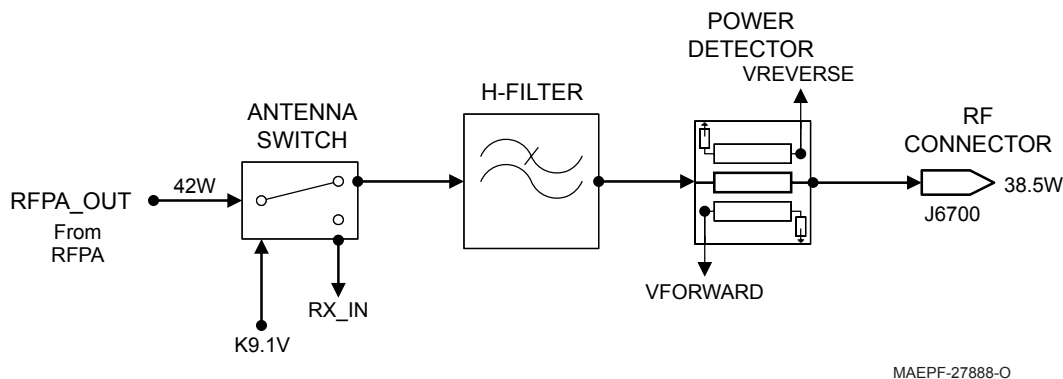 POWER
DETECTOR
VREVERSE
H-FILTER
ANTENNA
SWITCH
RF
CONNECTOR
42W
RFPA_OUT
From
RFPA
38.5W
J6700
VFORWARD
RX_IN
K9.1V
MAEPF-27888-O